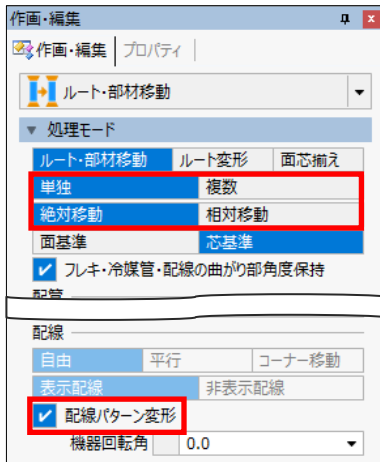 作画・編集
作画・編集 プロパティ
ルート・部材移動
処理モード
ルート・部材移動 ルート変形 面芯揃え
単独 複数
絶対移動 相対移動
面基準 芯基準
フレキ・冷媒管・配線の曲がり部角度保持
配管
配線
自由 平行 コーナー移動
表示配線 非表示配線
配線パターン変形
機器回転角 0.0